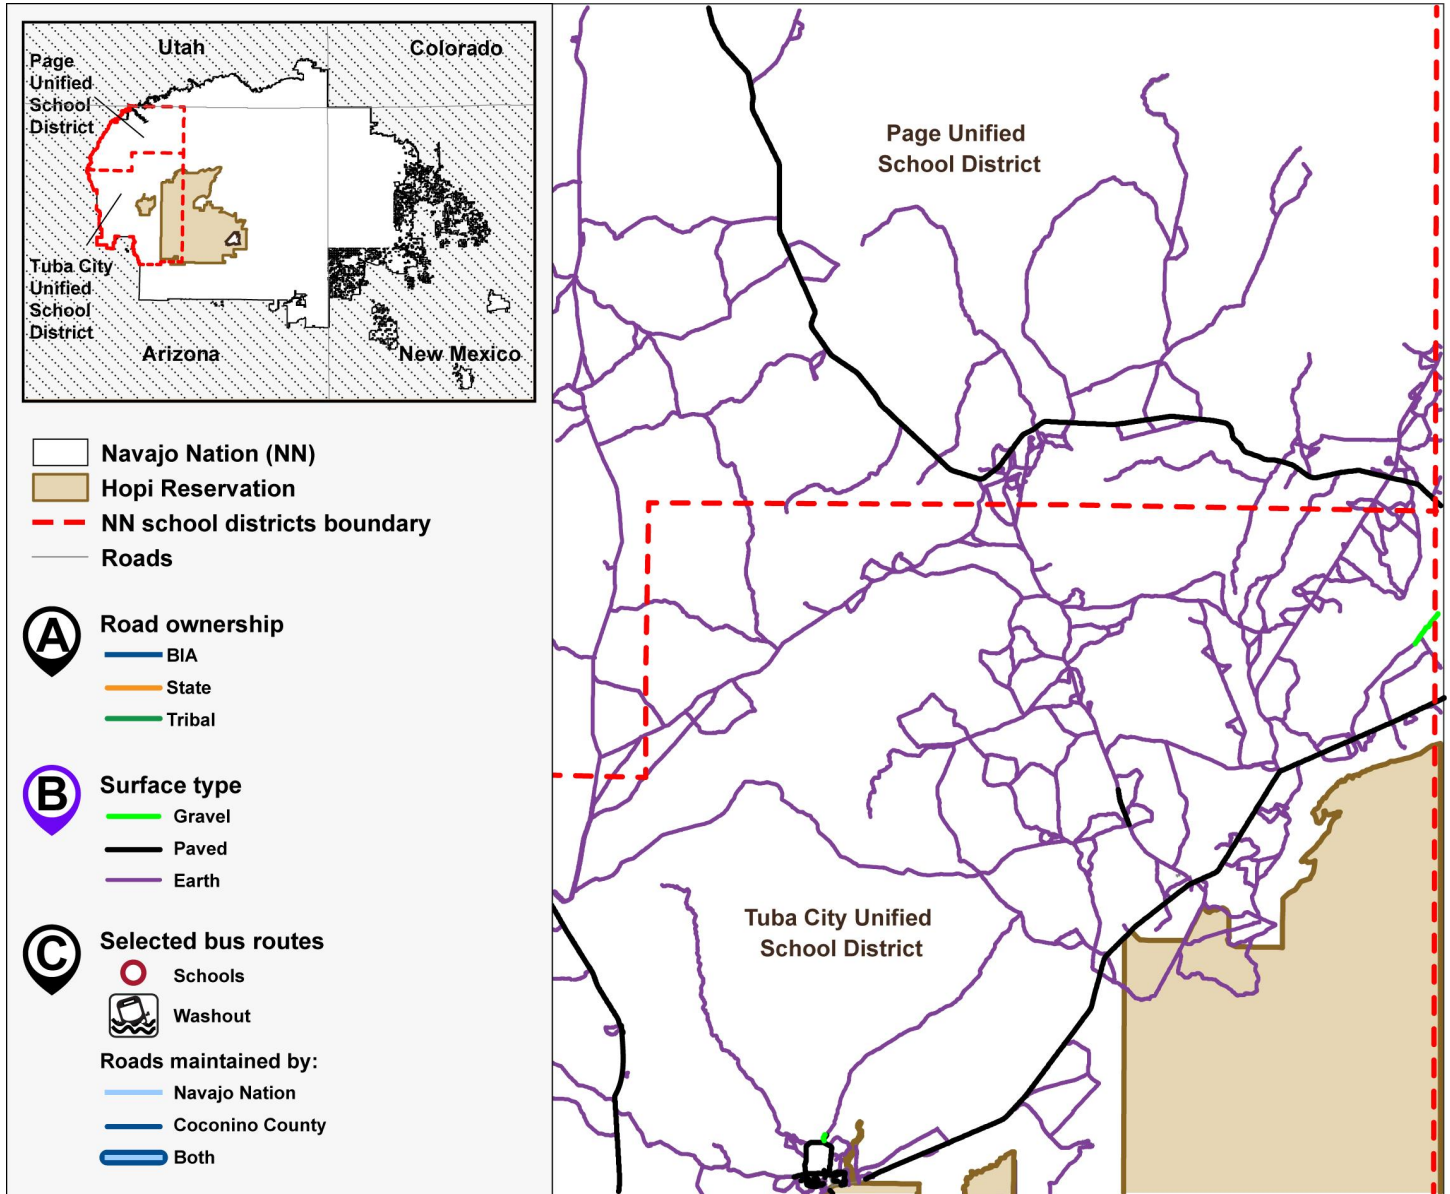 Utah
Colorado
Page
Unified
School
District
Tuba City
Unified
School
District
Arizona
New Mexico
Navajo Nation (NN)
Hopi Reservation
NN school districts boundary
Roads
A
Road ownership
BIA
State
Tribal
B
Surface type
Gravel
Paved
Earth
C
Selected bus routes
Schools
Washout
Roads maintained by:
Navajo Nation
Coconino County
Both
Page Unified
School District
Tuba City Unified
School District